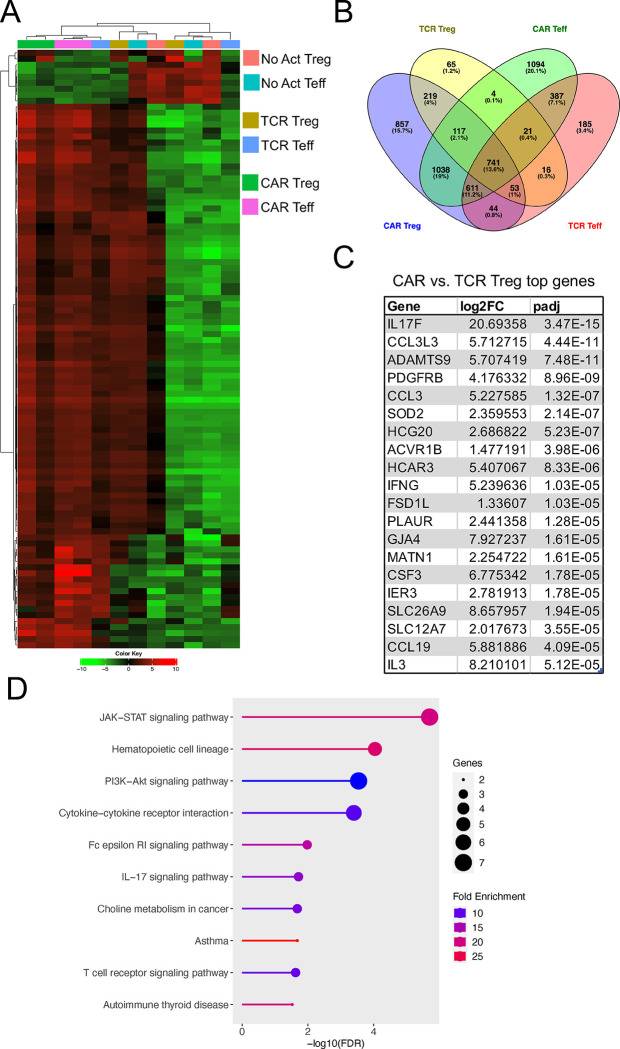 A
No Act Treg
No Act Teff
TCR Treg
TCR Teff
CAR Treg
CAR Teff
Color Key
−10 −5 0 5 10
B
TCR Treg CAR Teff
65
(1.2%)
1094
(20.1%)
219
(4%)
4
(0.1%)
387
(7.1%)
857
(15.7%)
117
(2.1%)
21
(0.4%)
185
(3.4%)
741
(13.6%)
1038
(19%)
611
(11.2%)
53
(1%)
16
(0.3%)
44
(0.8%)
CAR Treg TCR Teff
C
CAR vs. TCR Treg top genes
Gene log2FC padj
IL17F 20.69358 3.47E-15
CCL3L3 5.712715 4.44E-11
ADAMTS9 5.707419 7.48E-11
PDGFRB 4.176332 8.96E-09
CCL3 5.227585 1.32E-07
SOD2 2.359553 2.14E-07
HCG20 2.686822 5.23E-07
ACVR1B 1.477191 3.98E-06
HCAR3 5.407067 8.33E-06
IFNG 5.239636 1.03E-05
FSD1L 1.33607 1.03E-05
PLAUR 2.441358 1.28E-05
GJA4 7.927237 1.61E-05
MATN1 2.254722 1.61E-05
CSF3 6.775342 1.78E-05
IER3 2.781913 1.78E-05
SLC26A9 8.657957 1.94E-05
SLC12A7 2.017673 3.55E-05
CCL19 5.881886 4.09E-05
IL3 8.210101 5.12E-05
D
JAK−STAT signaling pathway
Hematopoietic cell lineage
PI3K−Akt signaling pathway
Cytokine−cytokine receptor interaction
Fc epsilon RI signaling pathway
IL−17 signaling pathway
Choline metabolism in cancer
Asthma
T cell receptor signaling pathway
Autoimmune thyroid disease
0 2 4
−log10(FDR)
Genes
2
3
4
5
6
7
Fold Enrichment
10
15
20
25